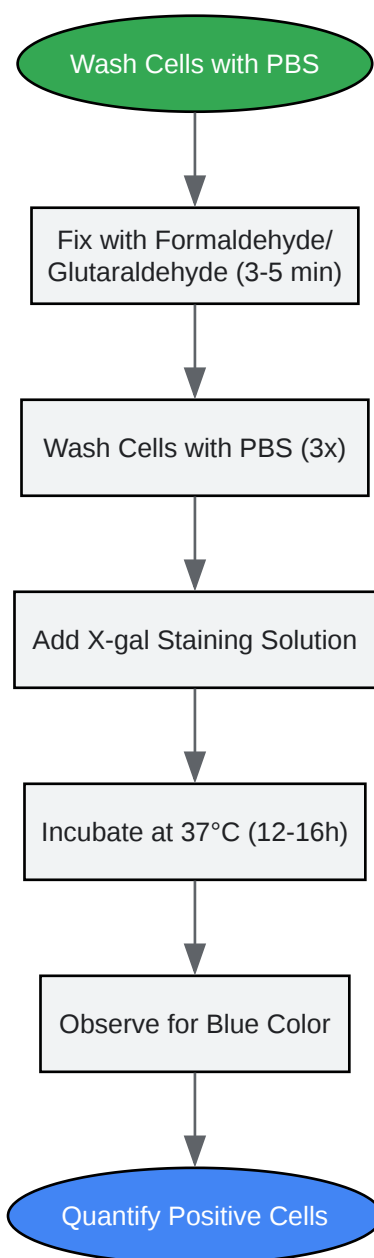 Wash Cells with PBS
Fix with Formaldehyde/
Glutaraldehyde (3-5 min)
Wash Cells with PBS (3x)
Add X-gal Staining Solution
Incubate at 37°C (12-16h)
Observe for Blue Color
Quantify Positive Cells